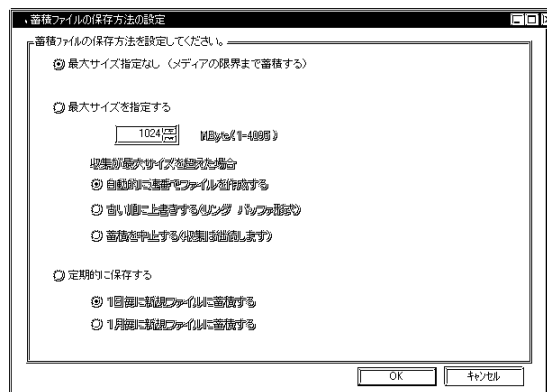 蓄積ファイルの保存方法の設定
蓄積ファイルの保存方法を設定してください。
最大サイズ指定なし（メディアの限界まで蓄積する）
最大サイズを指定する
1024 MByte(1-4095)
収集が最大サイズを超えた場合
自動的に連番でファイルを作成する
古い順に上書きする(リング バッファ形式)
蓄積を中止する(収集は継続します)
定期的に保存する
1日毎に新規ファイルに蓄積する
1月毎に新規ファイルに蓄積する
OK キャンセル